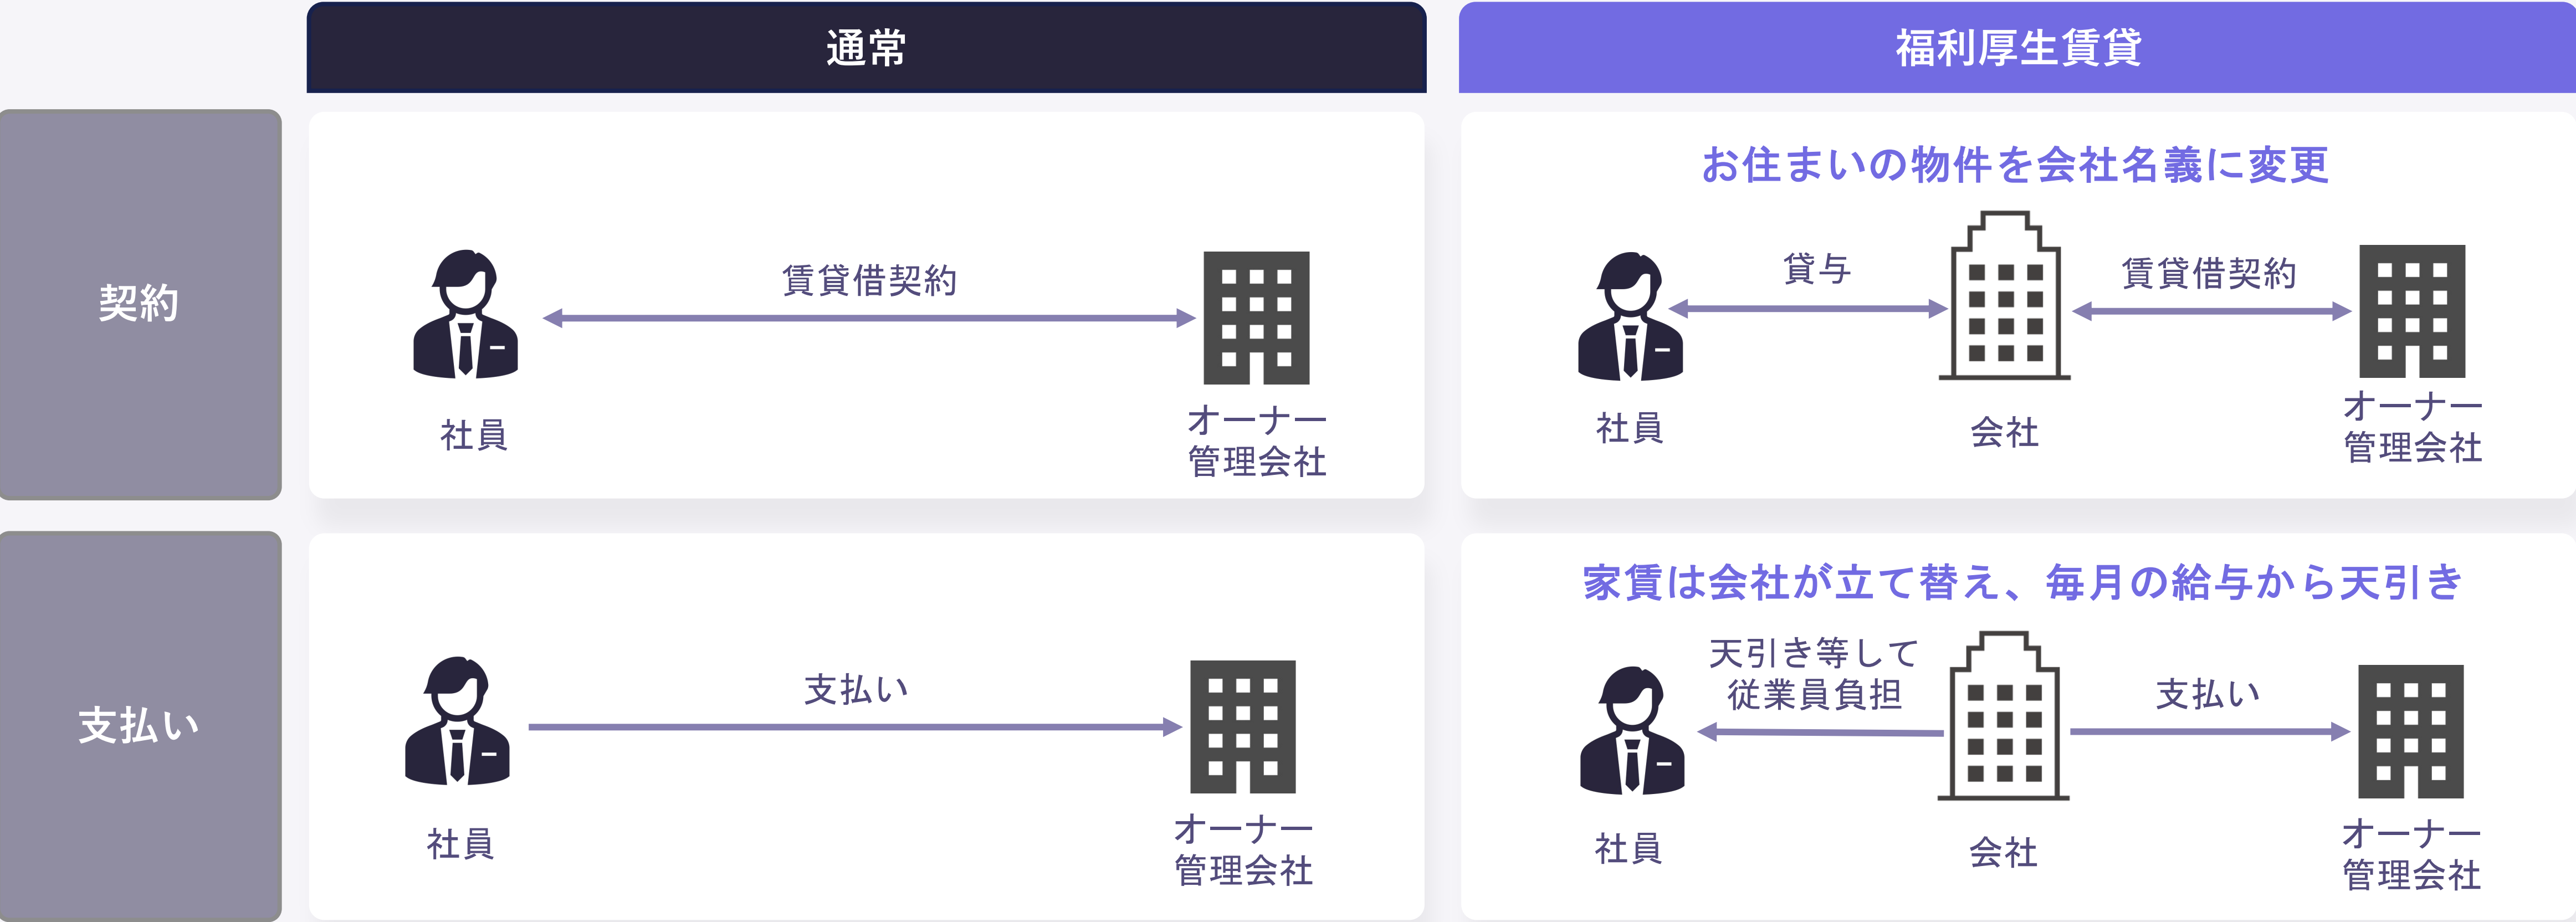 通常
福利厚生賃貸
契約
賃貸借契約
社員
オーナー
管理会社
お住まいの物件を会社名義に変更
貸与
賃貸借契約
社員
会社
オーナー
管理会社
支払い
支払い
社員
オーナー
管理会社
家賃は会社が立て替え、毎月の給与から天引き
天引き等して
従業員負担
支払い
社員
会社
オーナー
管理会社